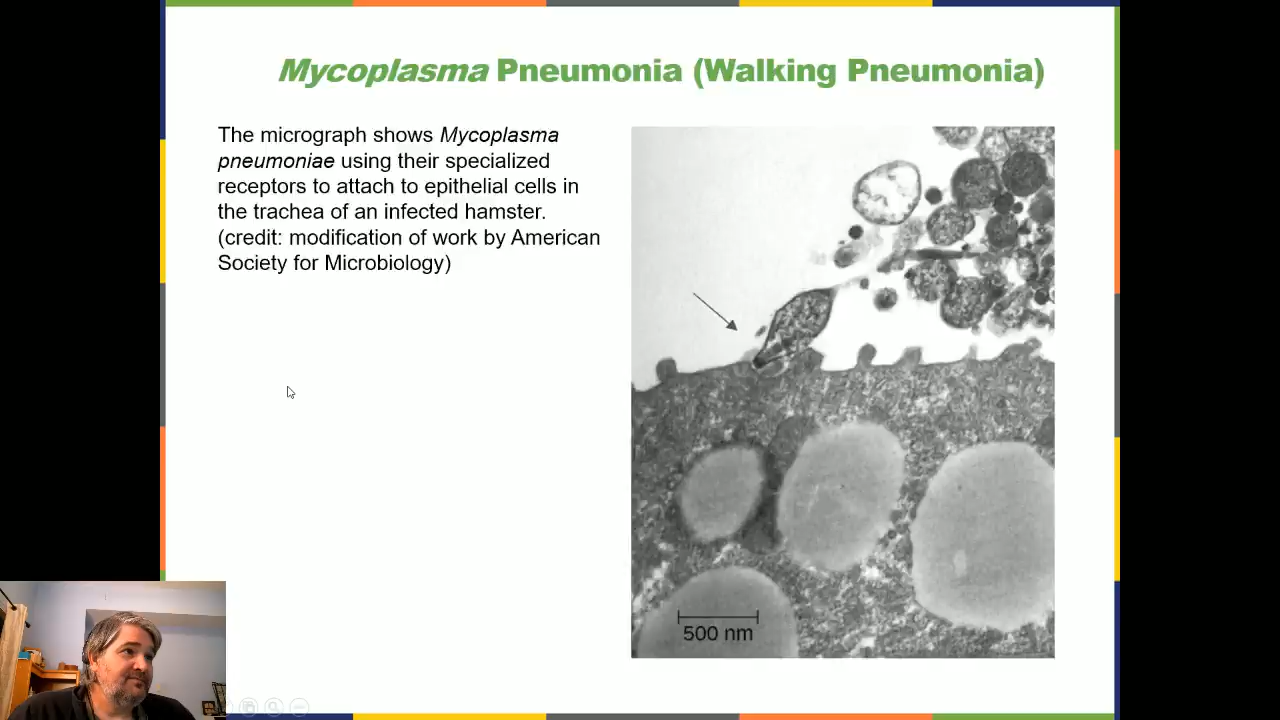 Mycoplasma Pneumonia (Walking Pneumonia)
The micrograph shows Mycoplasma
pneumoniae using their specialized
receptors to attach to epithelial cells in
the trachea of an infected hamster.
(credit: modification of work by American
Society for Microbiology)
500 nm